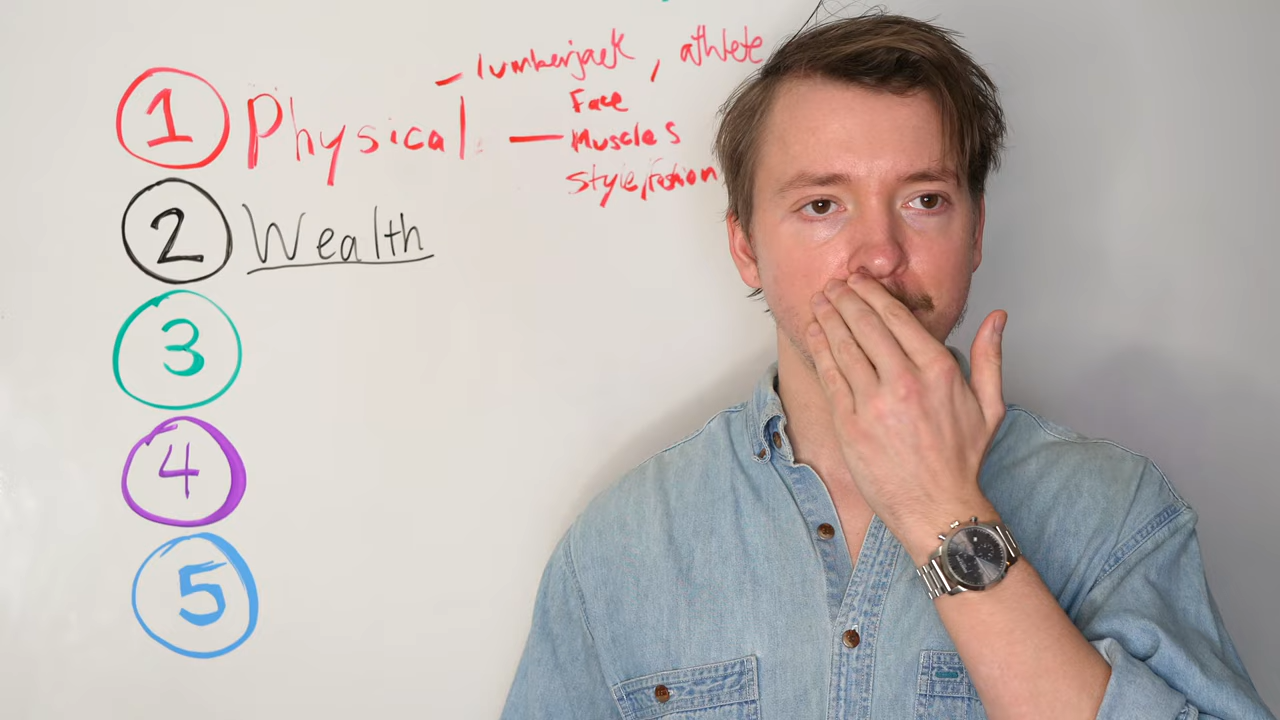 lumberjack, athlete
1 Physical - Face
Muscles
Style/Fashion
2 Wealth
3
4
5